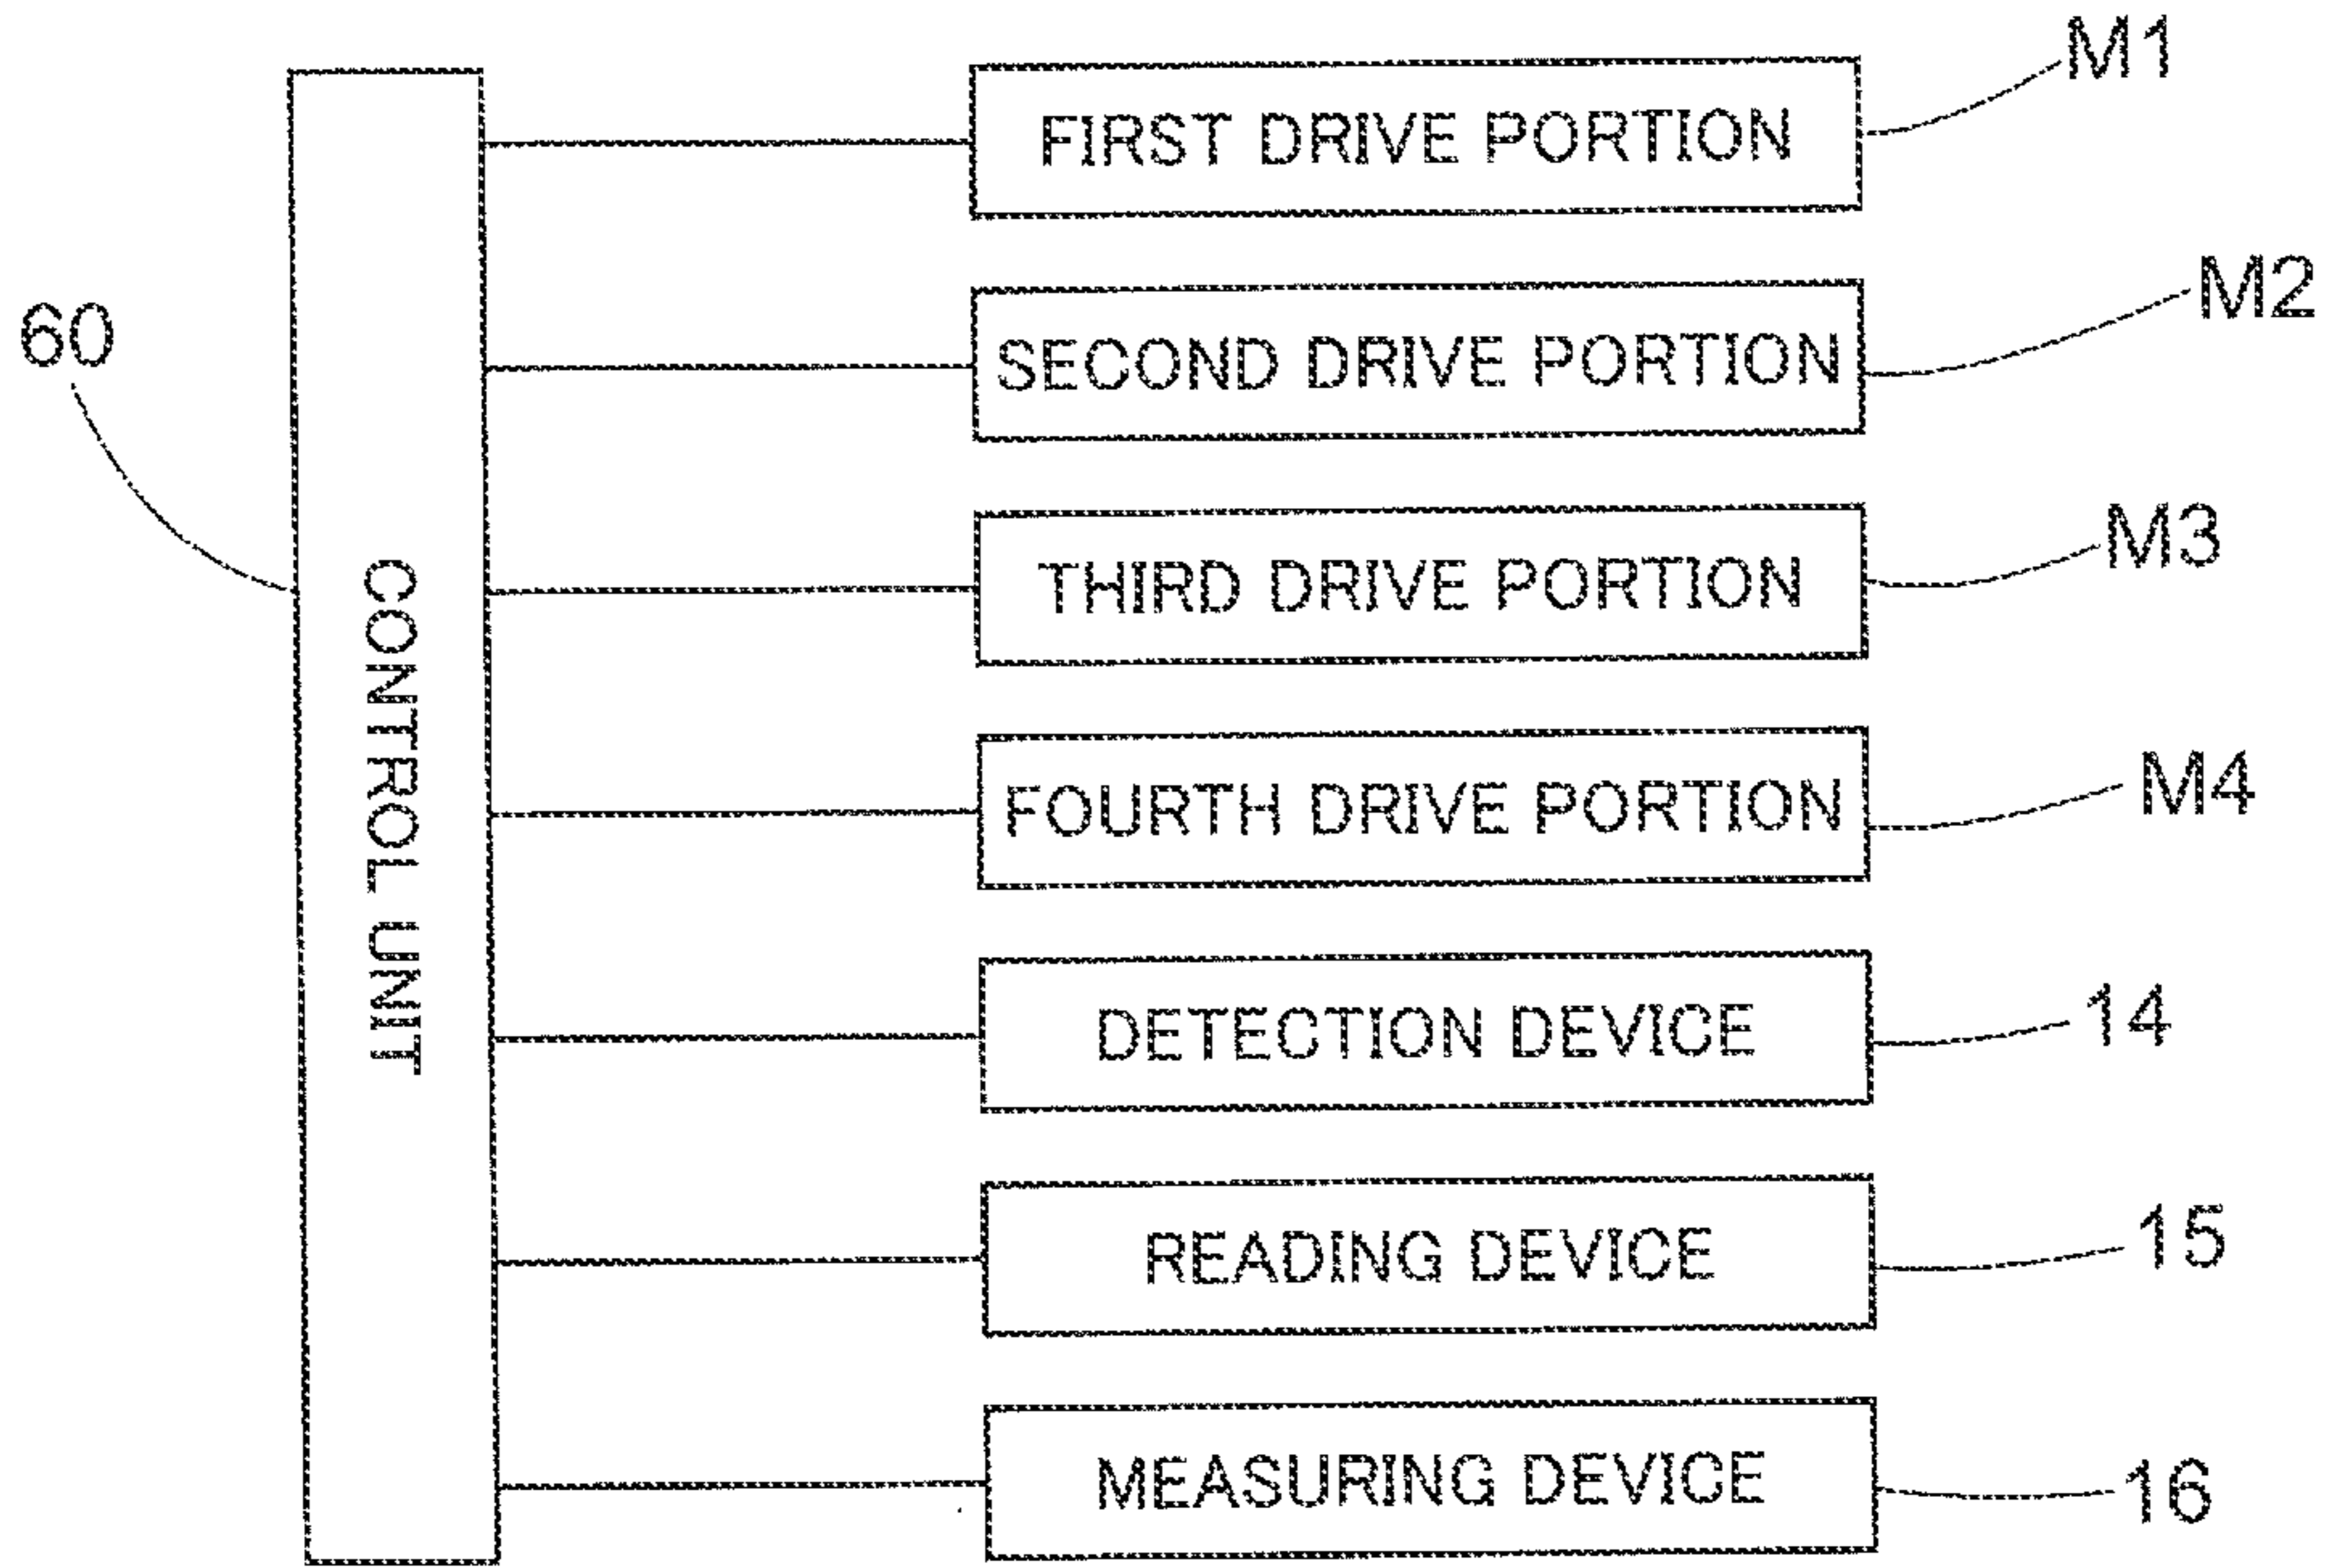 M1
FIRST DRIVE PORTION
M2
SECOND DRIVE PORTION
60
M3
THIRD DRIVE PORTION
CONTROL UNIT
M4
FOURTH DRIVE PORTION
14
DETECTION DEVICE
15
READING DEVICE
16
MEASURING DEVICE